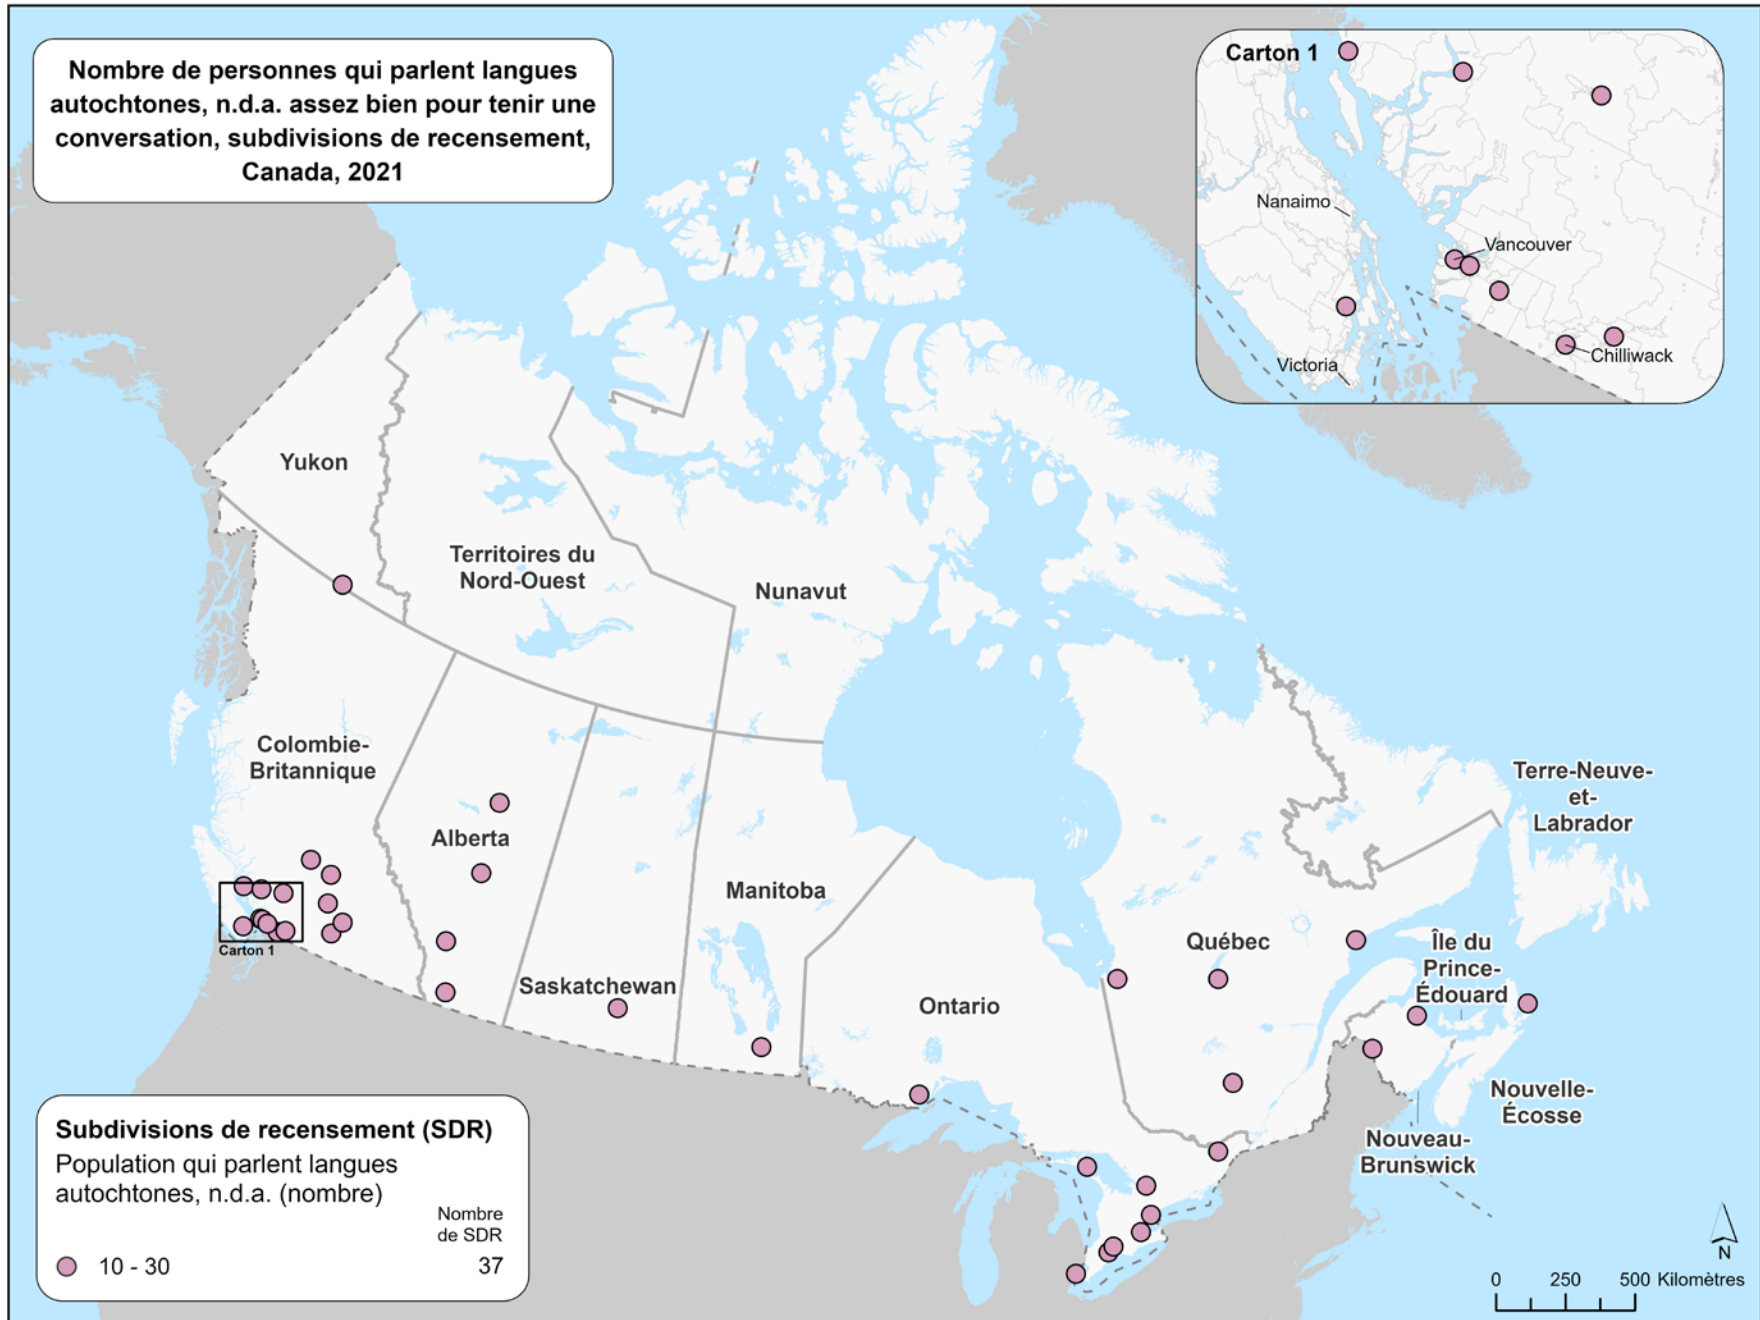 Nombre de personnes qui parlent langues
autochtones, n.d.a. assez bien pour tenir une
conversation, subdivisions de recensement,
Canada, 2021
Carton 1
Nanaimo
Vancouver
Victoria
Chilliwack
Yukon
Territoires du
Nord-Ouest
Nunavut
Colombie-
Britannique
Alberta
Saskatchewan
Manitoba
Ontario
Québec
Terre-Neuve-
et-
Labrador
Île du
Prince-
Édouard
Nouvelle-
Écosse
Nouveau-
Brunswick
Carton 1
Subdivisions de recensement (SDR)
Population qui parlent langues
autochtones, n.d.a. (nombre)
Nombre
de SDR
10 - 30 37
N
0 250 500 Kilomètres